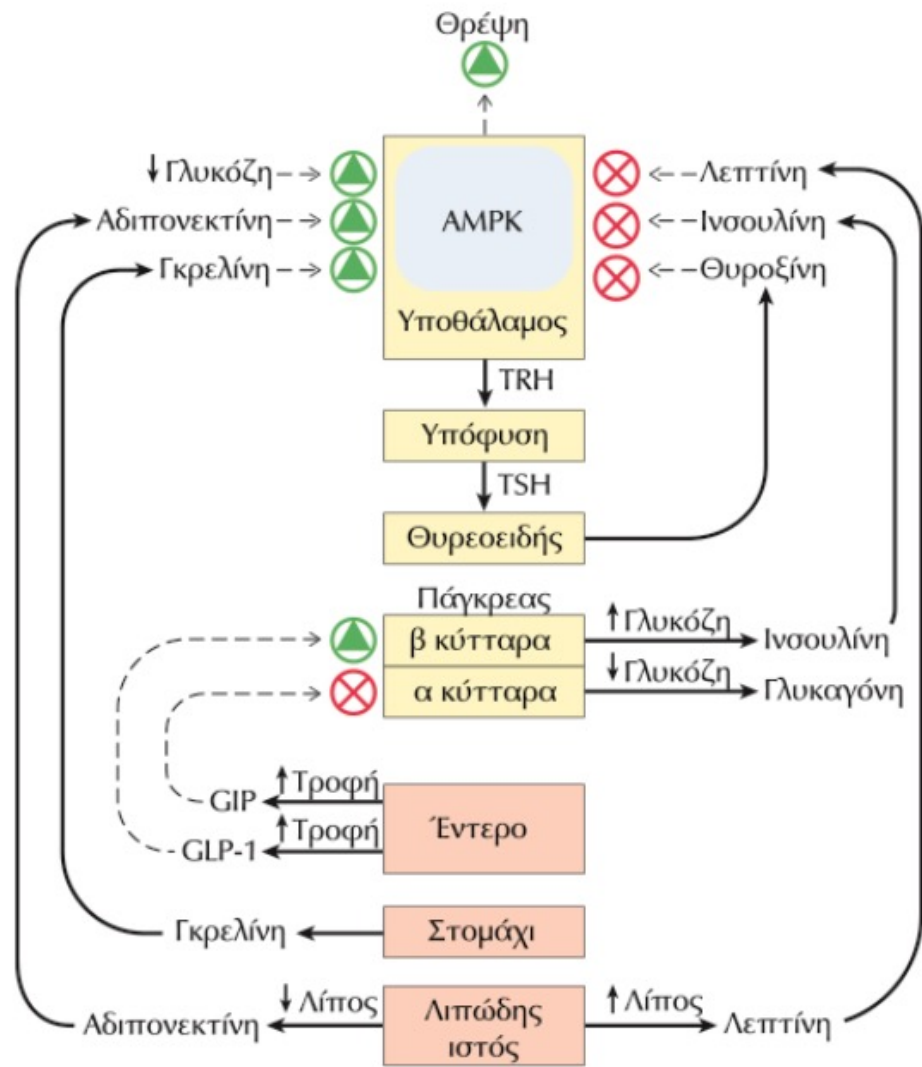 Θρέψη
↓ Γλυκόζη
Αδιπονεκτίνη
Γκρελίνη
AMPK
Υποθάλαμος
Λεπτίνη
Ινσουλίνη
Θυροξίνη
TRH
Υπόφυση
TSH
Θυρεοειδής
Πάγκρεας
β κύτταρα
↑ Γλυκόζη
Ινσουλίνη
α κύτταρα
↓ Γλυκόζη
Γλυκαγόνη
GIP
↑ Τροφή
GLP-1
↑ Τροφή
Έντερο
Γκρελίνη
Στομάχι
Αδιπονεκτίνη
↓ Λίπος
Λιπώδης
ιστός
↑ Λίπος
Λεπτίνη